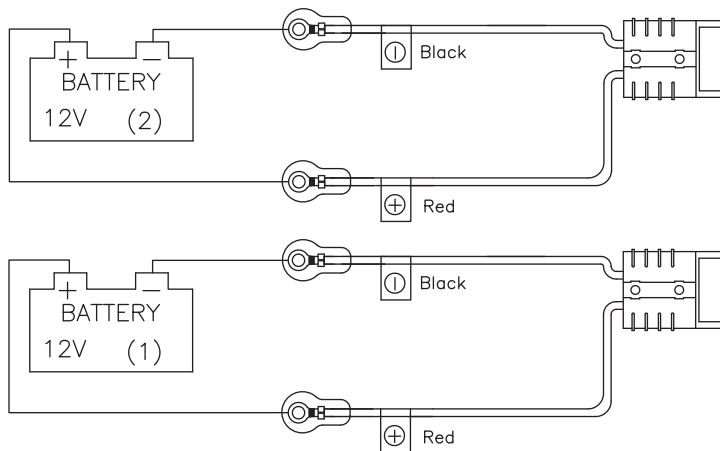 + −
BATTERY
12V (2)
− Black
+ Red
+ −
BATTERY
12V (1)
− Black
+ Red